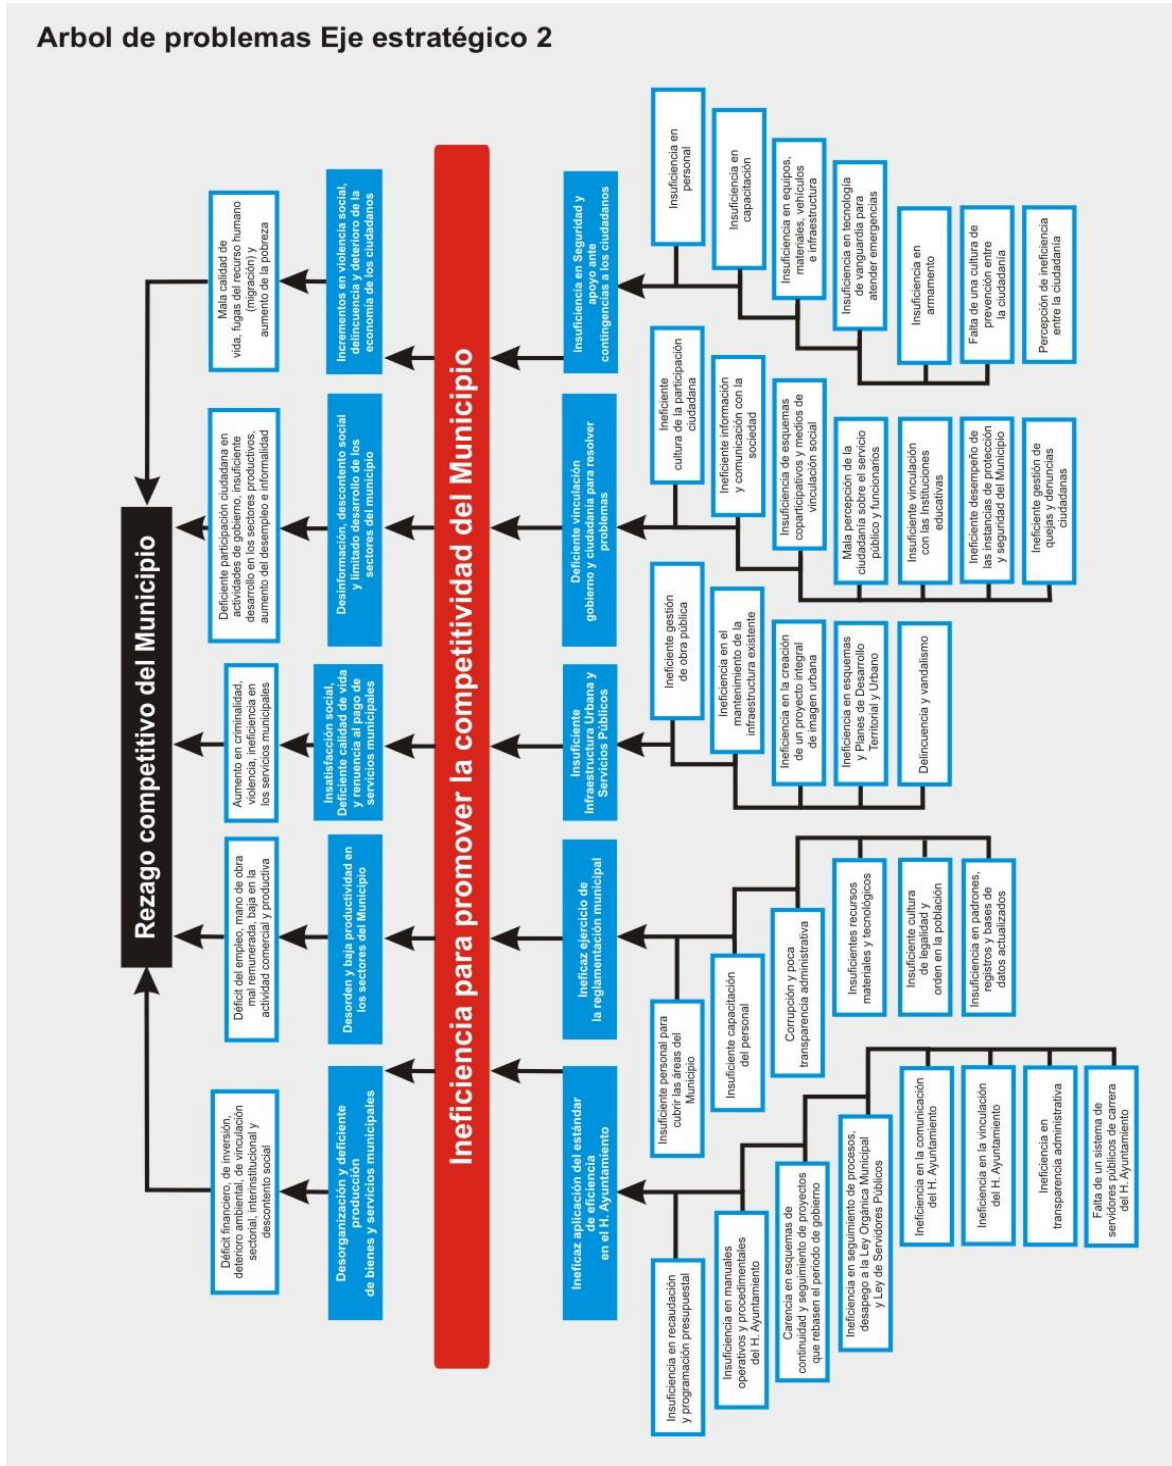 Arbol de problemas Eje estratégico 2
Rezago competitivo del Municipio
Déficit financiero, de inversión,
deterioro ambiental, de vinculación
sectorial, interinstitucional y
descontento social
Déficit del empleo, mano de obra
mal remunerada, baja en la
actividad comercial y productiva
Aumento en criminalidad,
violencia, ineficiencia en
los servicios municipales
Deficiente participación ciudadana en
actividades de gobierno, insuficiente
desarrollo en los sectores productivos,
aumento del desempleo e informalidad
Mala calidad de
vida, fugas del recurso humano
(migración) y
aumento de la pobreza
Desorganización y deficiente
producción
de bienes y servicios municipales
Desorden y baja productividad en
los sectores del Municipio
Insatisfacción social,
Deficiente calidad de vida
y renuencia al pago de
servicios municipales
Desinformación, descontento social
y limitado desarrollo de los
sectores del municipio
Incrementos en violencia social,
delincuencia y deterioro de la
economía de los ciudadanos
Ineficiencia para promover la competitividad del Municipio
Ineficaz aplicación del estándar
de eficiencia
en el H. Ayuntamiento
Ineficaz ejercicio de
la reglamentación municipal
Insuficiente
Infraestructura Urbana y
Servicios Públicos
Deficiente vinculación
gobierno y ciudadanía para resolver
problemas
Insuficiencia en Seguridad y
apoyo ante
contingencias a los ciudadanos
Insuficiencia en recaudación
y programación presupuestal
Insuficiencia en manuales
operativos y procedimentales
del H. Ayuntamiento
Carencia en esquemas de
continuidad y seguimiento de proyectos
que rebasen el periodo de gobierno
Ineficiencia en seguimiento de procesos,
desapego a la Ley Orgánica Municipal
y Ley de Servidores Públicos
Ineficiencia en la comunicación
del H. Ayuntamiento
Ineficiencia en la vinculación
del H. Ayuntamiento
Ineficiencia en
transparencia administrativa
Falta de un sistema de
servidores públicos de carrera
del H. Ayuntamiento
Insuficiente personal para
cubrir las áreas del
Municipio
Insuficiente capacitación
del personal
Corrupción y poca
transparencia administrativa
Insuficientes recursos
materiales y tecnológicos
Insuficiente cultura
de legalidad y
orden en la población
Insuficiencia en padrones,
registros y bases de
datos actualizados
Ineficiente gestión
de obra pública
Ineficiencia en el
mantenimiento de la
infraestructura existente
Ineficiencia en la creación
de un proyecto integral
de imagen urbana
Ineficiencia en esquemas
y Planes de Desarrollo
Territorial y Urbano
Delincuencia y vandalismo
Ineficiente
cultura de la participación
ciudadana
Ineficiente información
y comunicación con la
sociedad
Insuficiencia de esquemas
coparticipativos y medios de
vinculación social
Mala percepción de la
ciudadanía sobre el servicio
público y funcionarios
Insuficiente vinculación
con las Instituciones
educativas
Ineficiente desempeño de
las instancias de protección
y seguridad del Municipio
Ineficiente gestión de
quejas y denuncias
ciudadanas
Insuficiencia en
personal
Insuficiencia en
capacitación
Insuficiencia en equipos,
materiales, vehículos
e infraestructura
Insuficiencia en tecnología
de vanguardia para
atender emergencias
Insuficiencia en
armamento
Falta de una cultura de
prevención entre
la ciudadanía
Percepción de ineficiencia
entre la ciudadanía